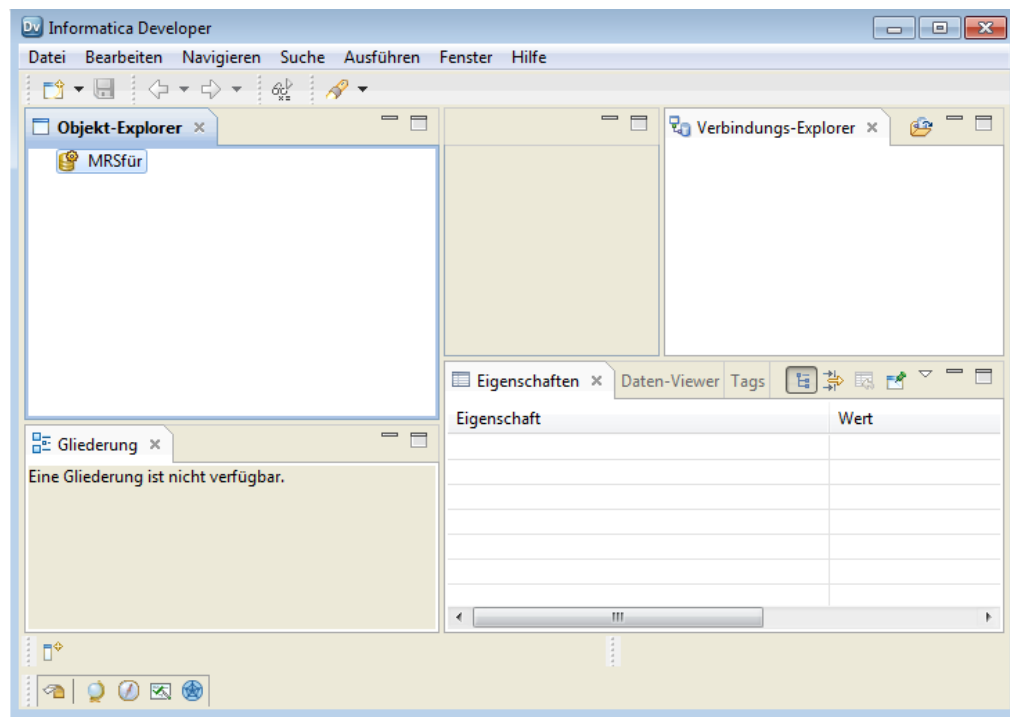 Dv Informatica Developer
Datei Bearbeiten Navigieren Suche Ausführen Fenster Hilfe
Objekt-Explorer
MRSfür
Verbindungs-Explorer
Eigenschaften Daten-Viewer Tags
Eigenschaft Wert
Gliederung
Eine Gliederung ist nicht verfügbar.